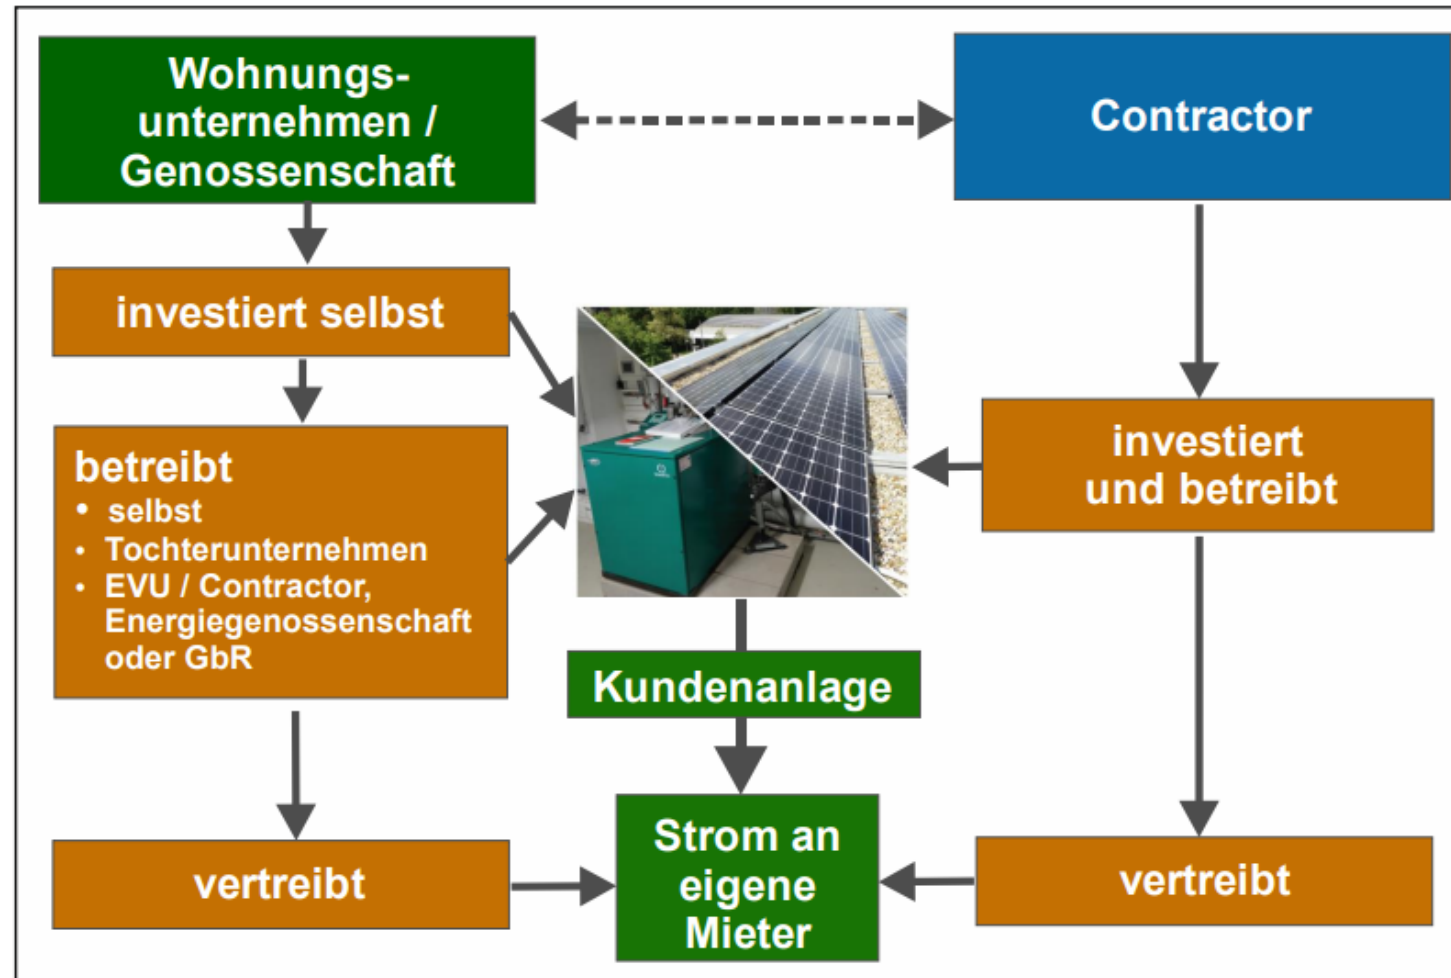 Wohnungs-
unternehmen /
Genossenschaft
Contractor
investiert selbst
betreibt
• selbst
• Tochterunternehmen
• EVU / Contractor,
Energiegenossenschaft
oder GbR
investiert
und betreibt
Kundenanlage
vertreibt
Strom an
eigene
Mieter
vertreibt